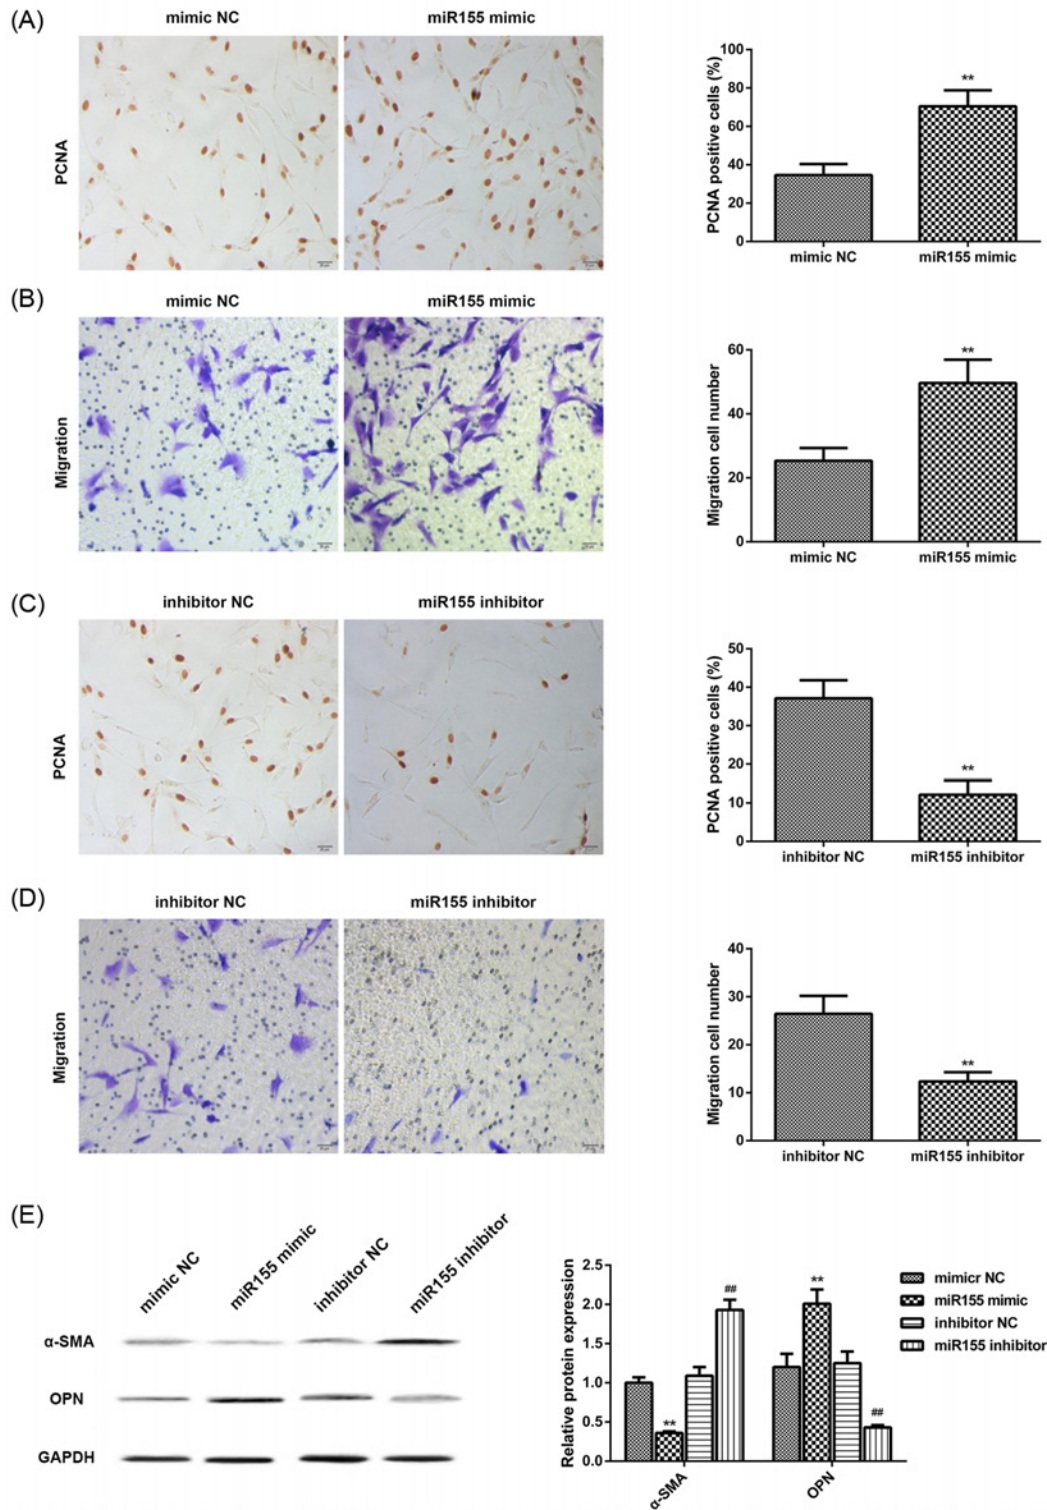 (A)
mimic NC
miR155 mimic
PCNA
PCNA positive cells (%)
100
80
60
40
20
0
**
mimic NC
miR155 mimic
(B)
mimic NC
miR155 mimic
Migration
Migration cell number
60
40
20
0
**
mimic NC
miR155 mimic
(C)
inhibitor NC
miR155 inhibitor
PCNA
PCNA positive cells (%)
50
40
30
20
10
0
**
inhibitor NC
miR155 inhibitor
(D)
inhibitor NC
miR155 inhibitor
Migration
Migration cell number
40
30
20
10
0
**
inhibitor NC
miR155 inhibitor
(E)
mimic NC
miR155 mimic
inhibitor NC
miR155 inhibitor
α-SMA
OPN
GAPDH
Relative protein expression
2.5
2.0
1.5
1.0
0.5
0.0
**
##
**
##
α-SMA
OPN
mimicr NC
miR155 mimic
inhibitor NC
miR155 inhibitor